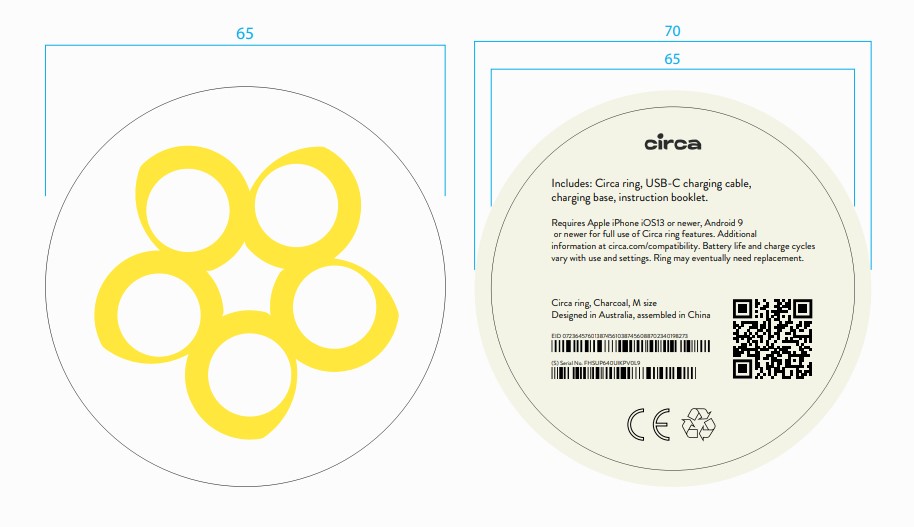 65
70
65
circa
Includes: Circa ring, USB-C charging cable,
charging base, instruction booklet.
Requires Apple iPhone iOS13 or newer, Android 9
or newer for full use of Circa ring features. Additional
information at circa.com/compatibility. Battery life and charge cycles
vary with use and settings. Ring may eventually need replacement.
Circa ring, Charcoal, M size
Designed in Australia, assembled in China
EID
(S) Serial No.
CE